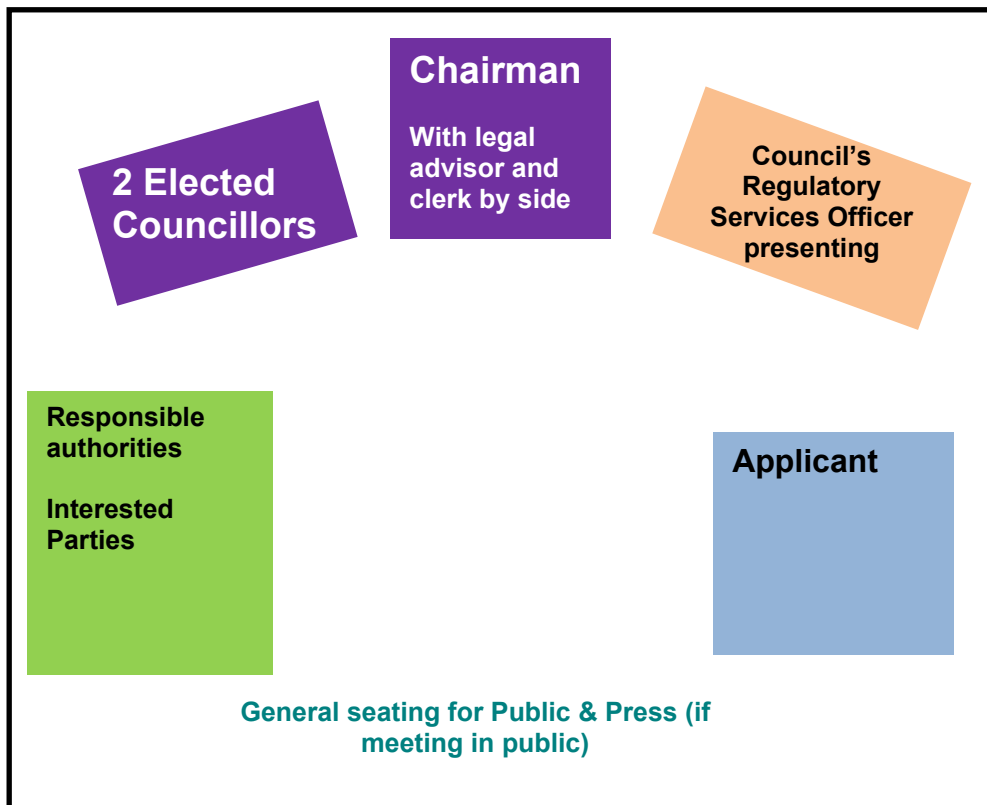 Chairman
With legal
advisor and
clerk by side
2 Elected
Councillors
Council’s
Regulatory
Services Officer
presenting
Responsible
authorities
Interested
Parties
Applicant
General seating for Public & Press (if
meeting in public)